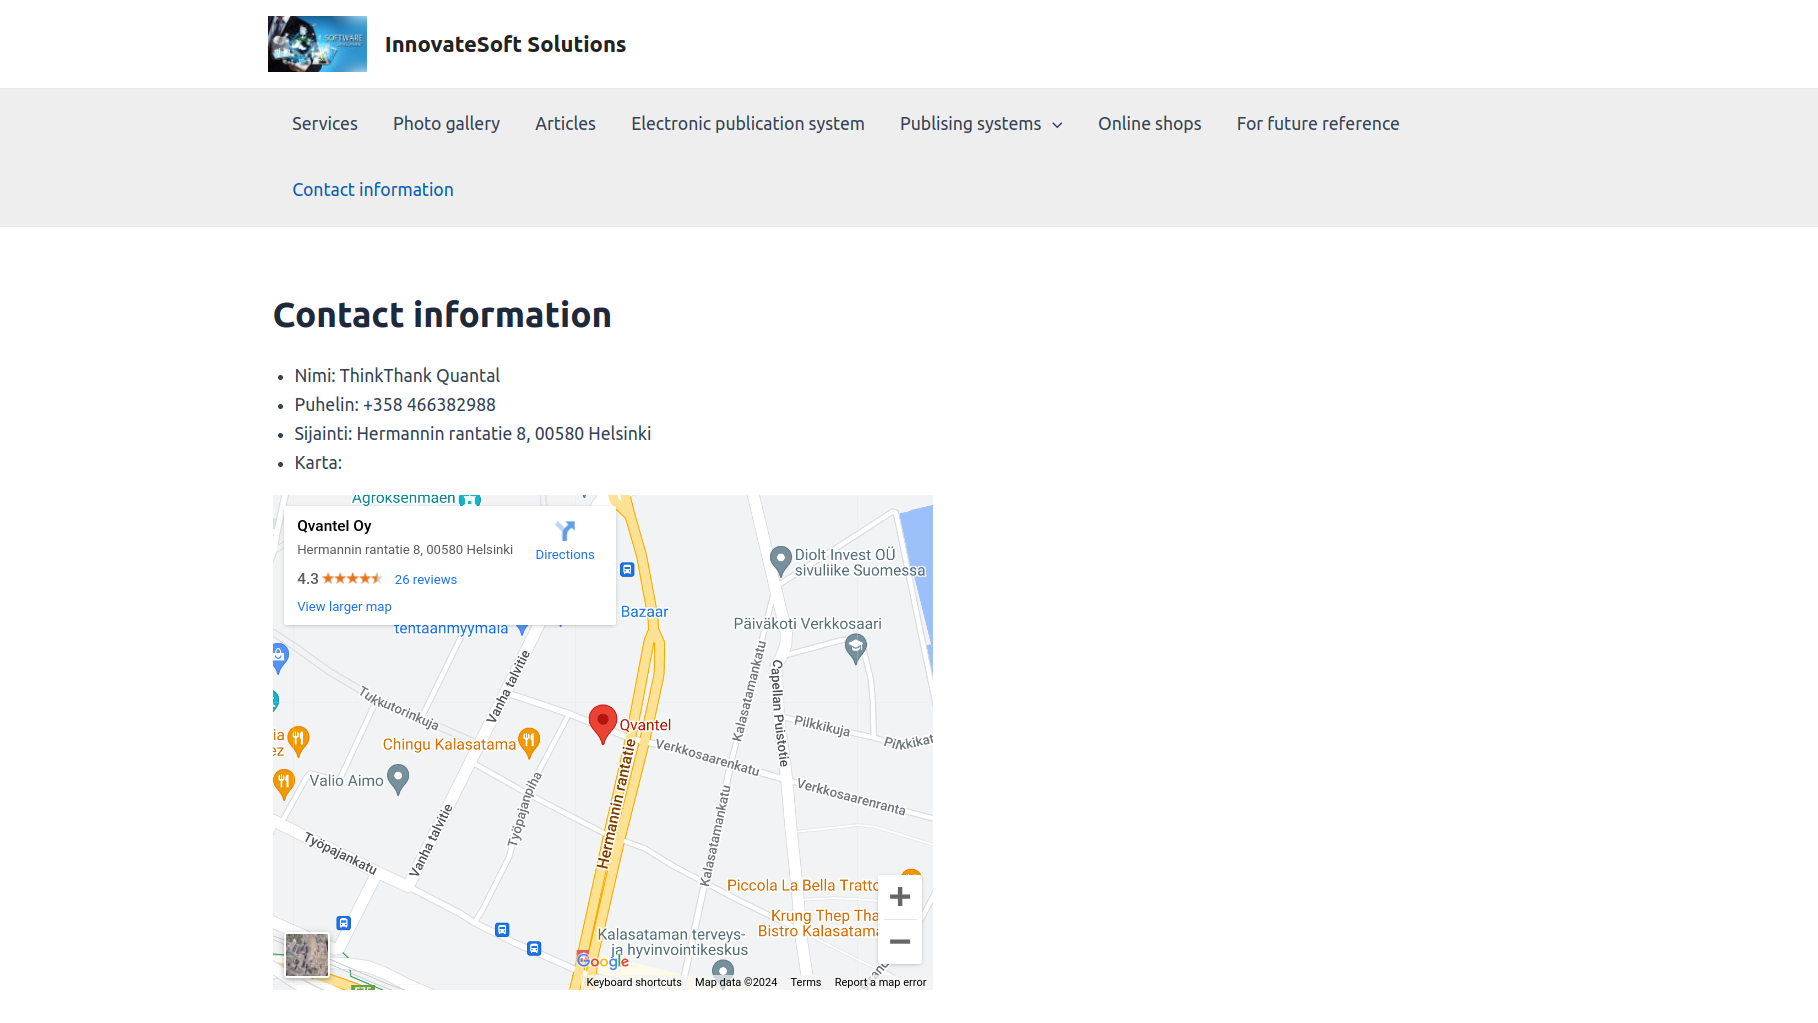 SOFTWARE
InnovateSoft Solutions
Services Photo gallery Articles Electronic publication system Publising systems Online shops For future reference
Contact information
Contact information
Nimi: ThinkThank Quantal
Puhelin: +358 466382988
Sijainti: Hermannin rantatie 8, 00580 Helsinki
Karta:
Agroksenmäen
Qvantel Oy
Hermannin rantatie 8, 00580 Helsinki
Directions
4.3
26 reviews
View larger map
Diolt Invest OÜ
sivuliike Suomessa
Bazaar
tehtaanmyymälä
Päiväkoti Verkkosaari
Vanha talvitie
Kalasatamankatu
Capellan Puistotie
Tukkutorinkuja
Qvantel
Pilkkikuja
Pilkkikat
ia
ez
Chingu Kalasatama
Verkkosaarenkatu
Valio Aimo
Hermannin rantatie
Työpajanpiha
Verkkosaarenranta
Vanha talvitie
Kalasatamankatu
Työpajankatu
Piccola La Bella Tratto
Krung Thep Tha
Bistro Kalasatama
Kalasataman terveys-
ja hyvinvointikeskus
Google
Keyboard shortcuts Map data ©2024 Terms Report a map error